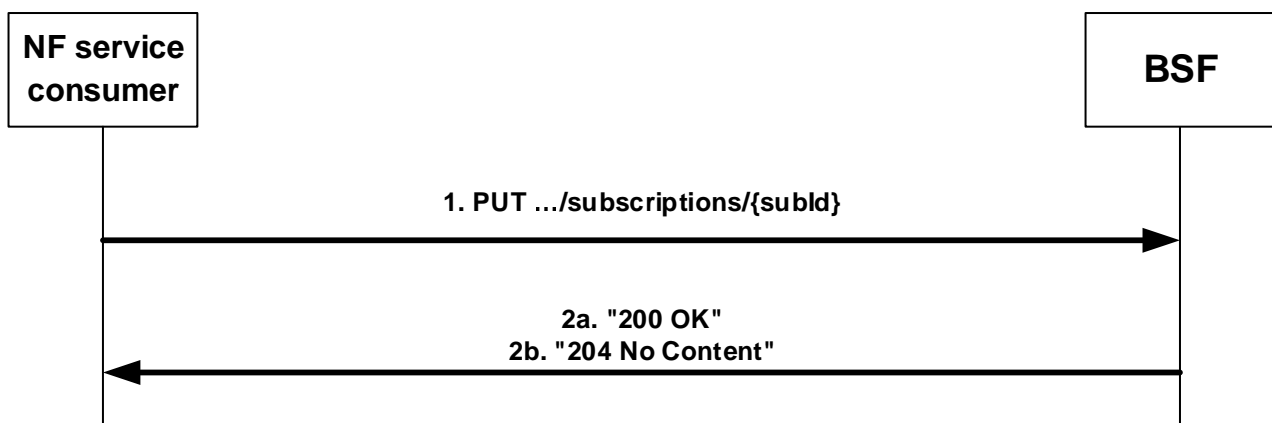 NF service
consumer
BSF
1. PUT …/subscriptions/{subId}
2a. "200 OK"
2b. "204 No Content"